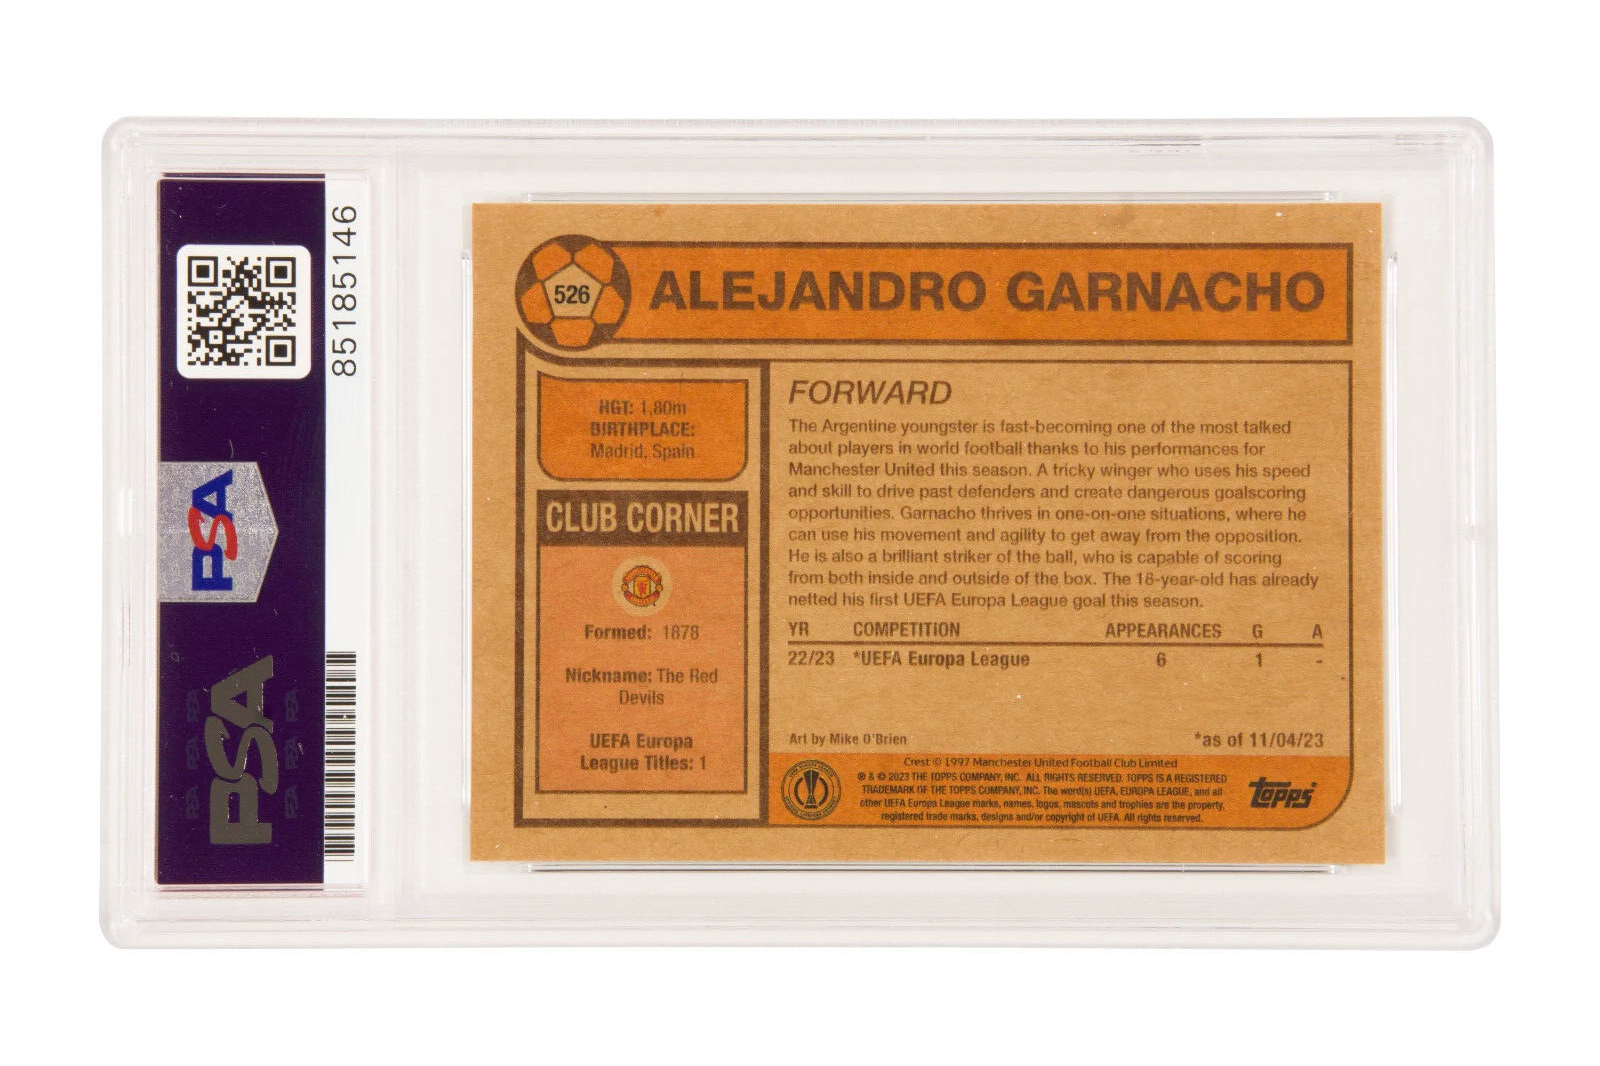 85185146
PSA
PSA
526
ALEJANDRO GARNACHO
HGT: 1,80m
BIRTHPLACE:
Madrid, Spain
CLUB CORNER
Formed: 1878
Nickname: The Red
Devils
UEFA Europa
League Titles: 1
FORWARD
The Argentine youngster is fast-becoming one of the most talked
about players in world football thanks to his performances for
Manchester United this season. A tricky winger who uses his speed
and skill to drive past defenders and create dangerous goalscoring
opportunities. Garnacho thrives in one-on-one situations, where he
can use his movement and agility to get away from the opposition.
He is also a brilliant striker of the ball, who is capable of scoring
from both inside and outside of the box. The 18-year-old has already
netted his first UEFA Europa League goal this season.
YR COMPETITION APPEARANCES G A
22/23 *UEFA Europa League 6 1 -
Art by Mike O'Brien *as of 11/04/23
Crest © 1997 Manchester United Football Club Limited
® & © 2023 THE TOPPS COMPANY, INC. ALL RIGHTS RESERVED. TOPPS IS A REGISTERED
TRADEMARK OF THE TOPPS COMPANY, INC. The word(s) UEFA, EUROPA LEAGUE, and all
other UEFA Europa League marks, names, logos, mascots and trophies are the property,
registered trade marks, designs and/or copyright of UEFA. All rights reserved.
topps